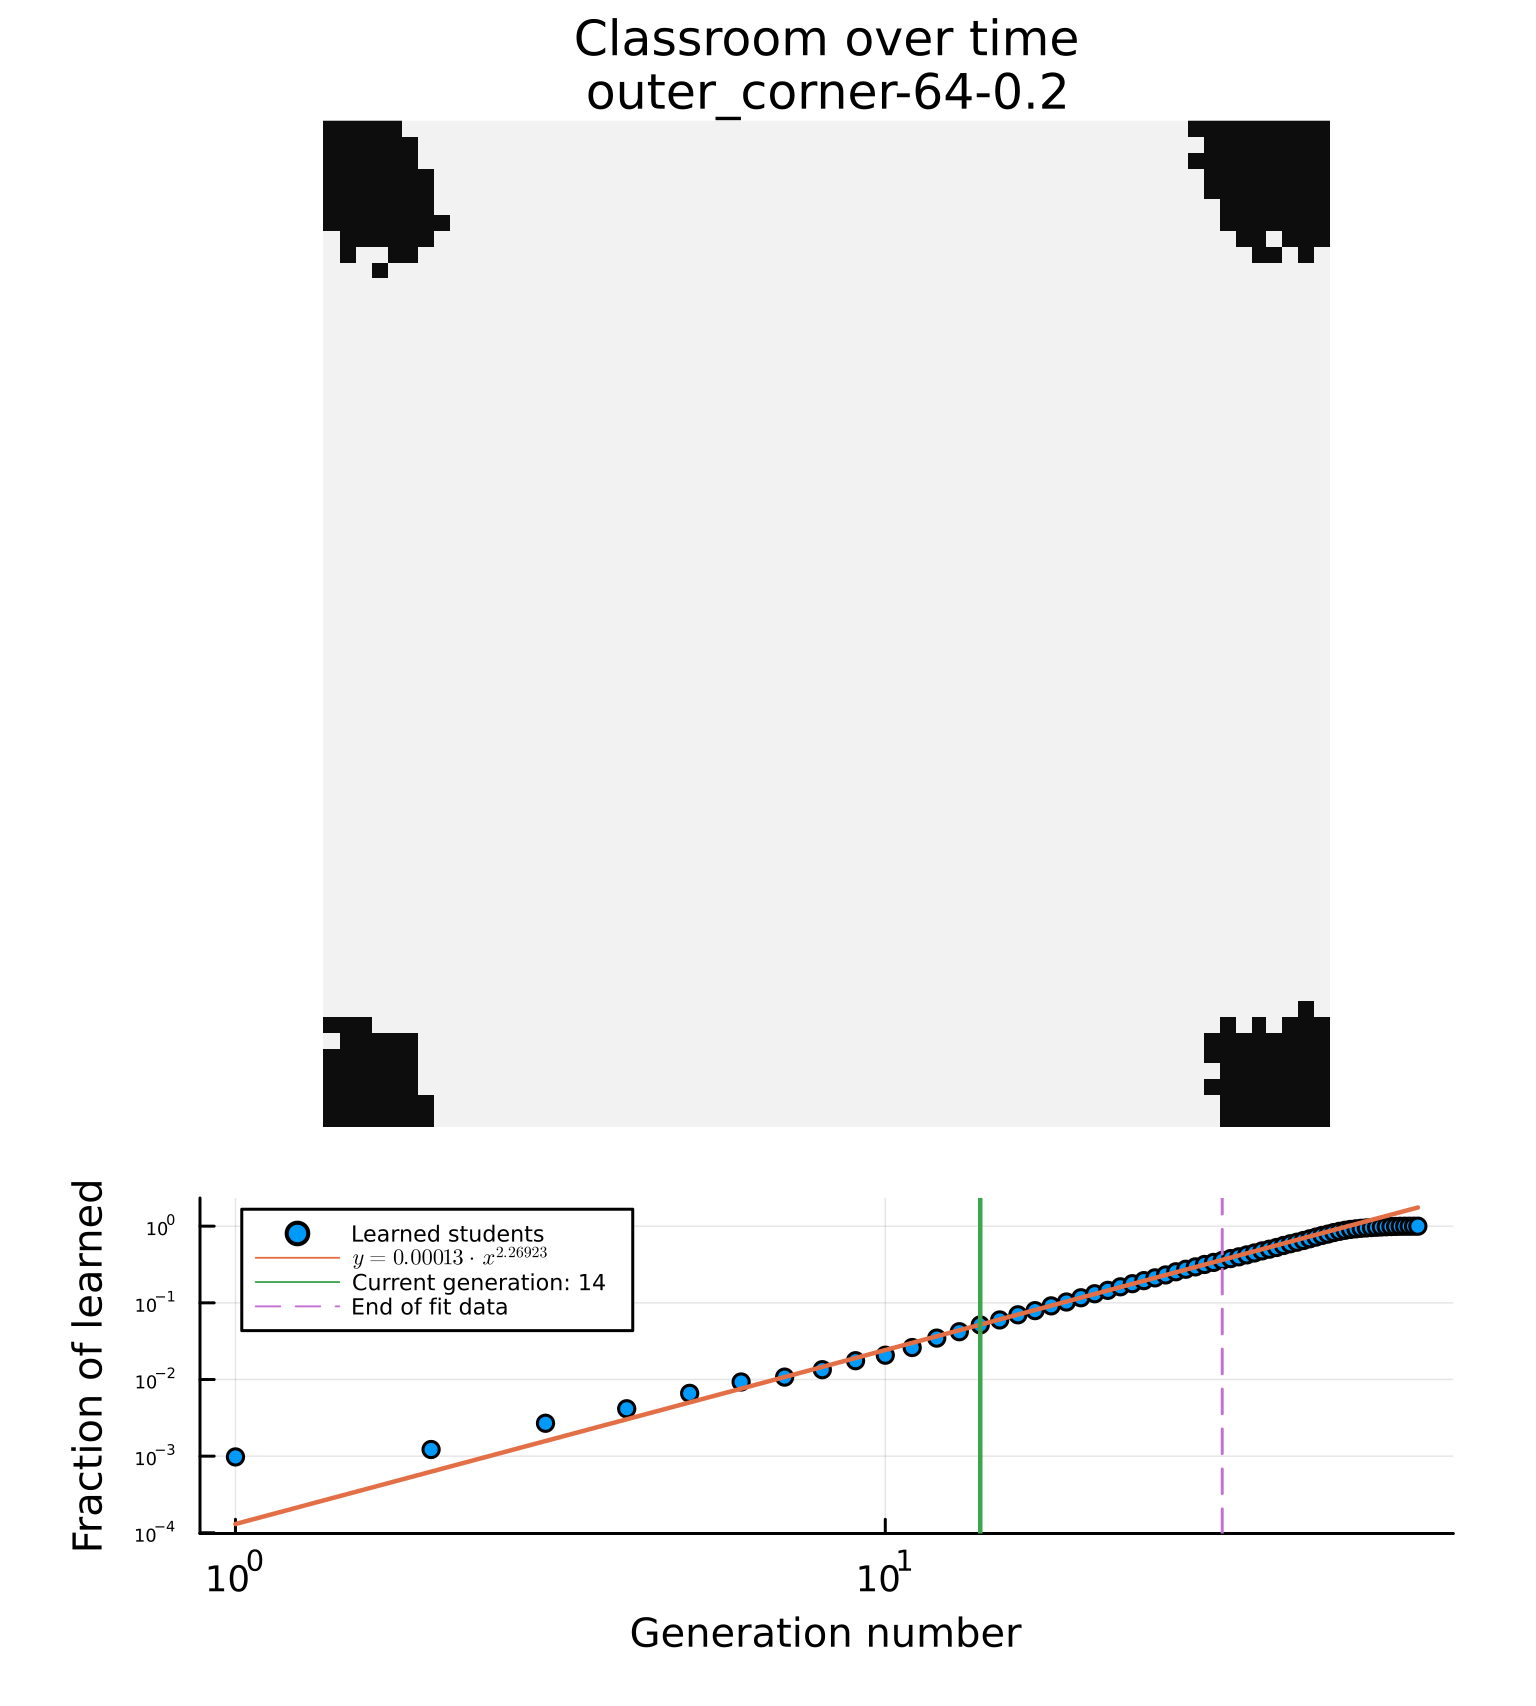 Classroom over time
outer_corner-64-0.2
Fraction of learned
10^0
10^-1
10^-2
10^-3
10^-4
Learned students
y = 0.00013 · x^2.26923
Current generation: 14
End of fit data
10^0
10^1
Generation number